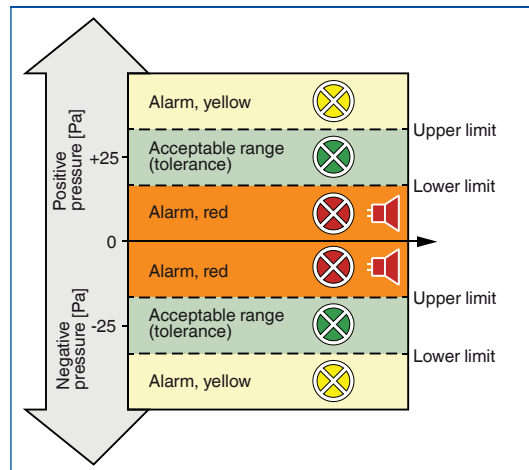 Positive
pressure [Pa]
Negative
pressure [Pa]
+25
0
-25
Alarm, yellow
Upper limit
Acceptable range
(tolerance)
Lower limit
Alarm, red
Alarm, red
Upper limit
Acceptable range
(tolerance)
Lower limit
Alarm, yellow